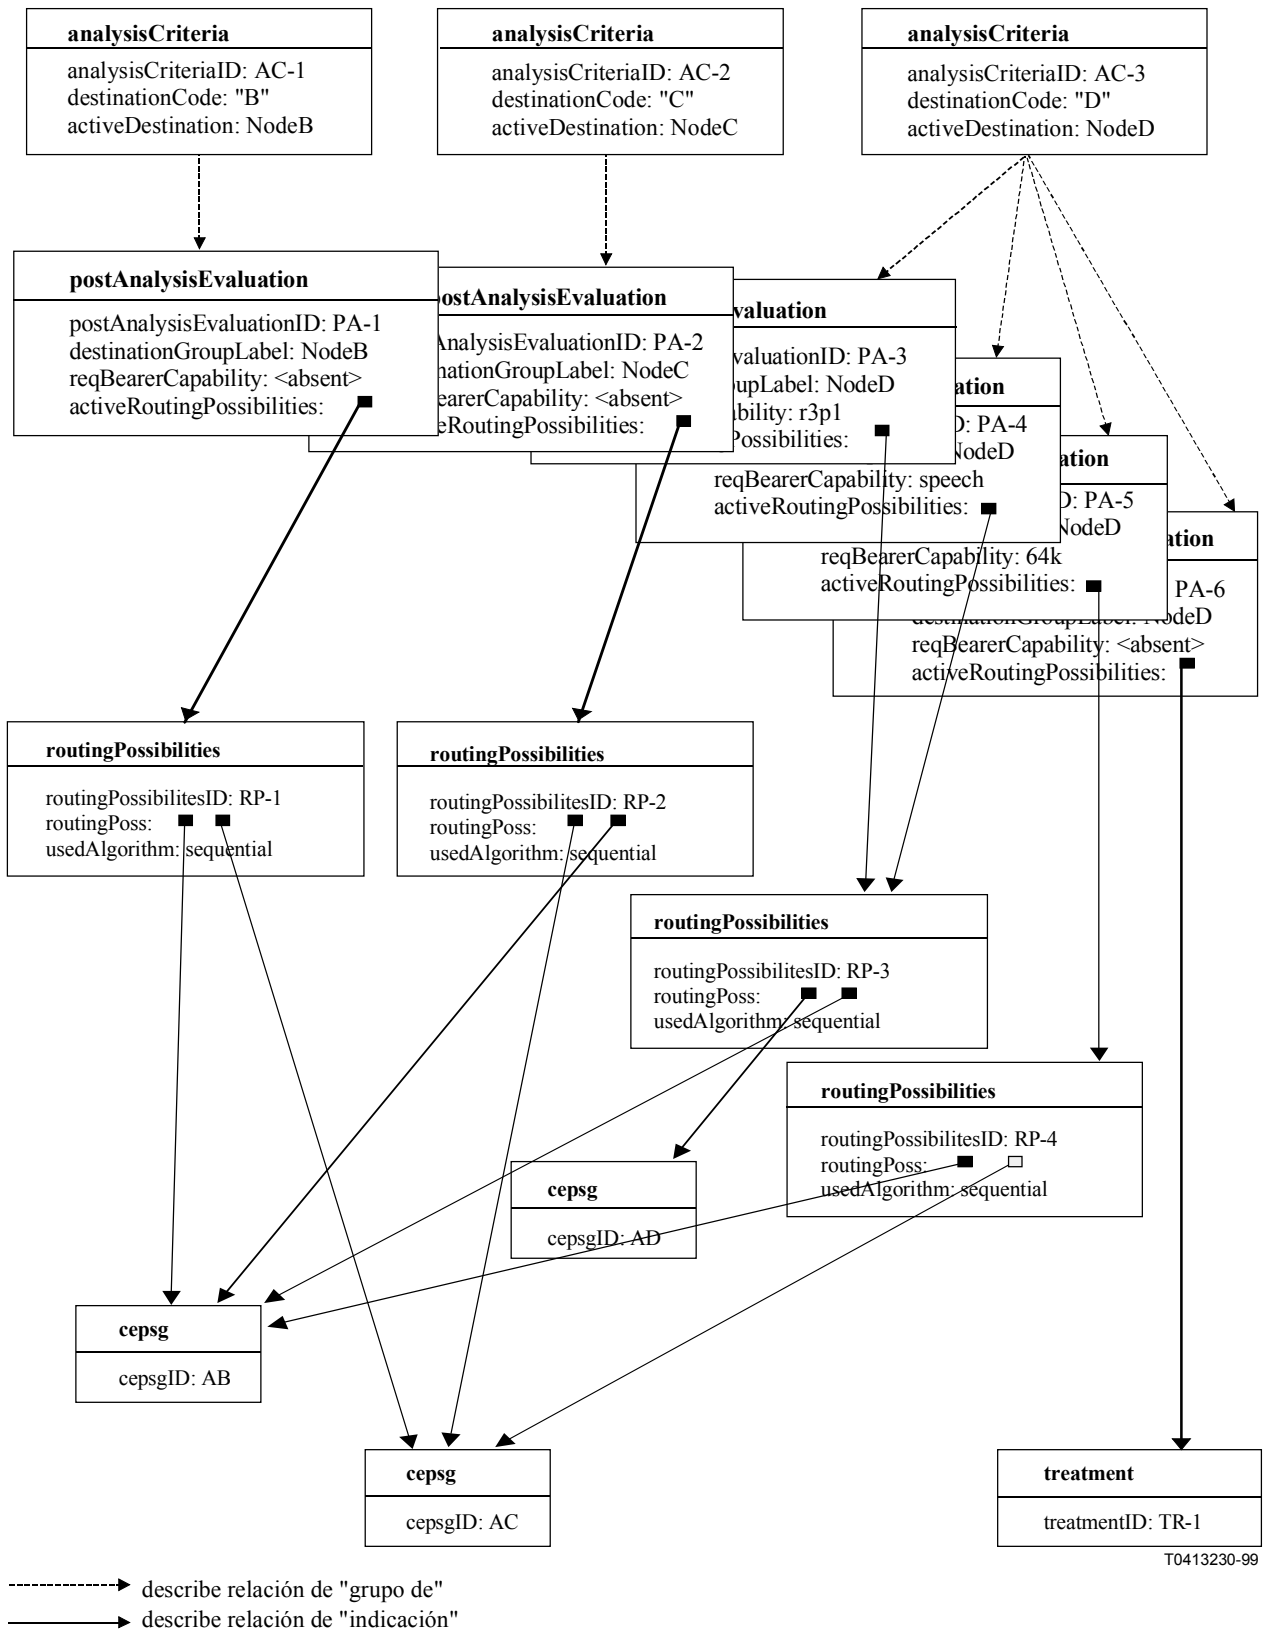 analysisCriteria
analysisCriteriaID: AC-1
destinationCode: "B"
activeDestination: NodeB
analysisCriteria
analysisCriteriaID: AC-2
destinationCode: "C"
activeDestination: NodeC
analysisCriteria
analysisCriteriaID: AC-3
destinationCode: "D"
activeDestination: NodeD
postAnalysisEvaluation
postAnalysisEvaluationID: PA-1
destinationGroupLabel: NodeB
reqBearerCapability: <absent>
activeRoutingPossibilities:
postAnalysisEvaluation
AnalysisEvaluationID: PA-2
nationGroupLabel: NodeC
earerCapability: <absent>
eRoutingPossibilities:
valuation
valuationID: PA-3
upLabel: NodeD
bility: r3p1
Possibilities:
ation
D: PA-4
NodeD
reqBearerCapability: speech
activeRoutingPossibilities:
ation
D: PA-5
NodeD
reqBearerCapability: 64k
activeRoutingPossibilities:
ation
PA-6
destinationGroupLabel: NodeD
reqBearerCapability: <absent>
activeRoutingPossibilities:
routingPossibilities
routingPossibilitesID: RP-1
routingPoss:
usedAlgorithm: sequential
routingPossibilities
routingPossibilitesID: RP-2
routingPoss:
usedAlgorithm: sequential
routingPossibilities
routingPossibilitesID: RP-3
routingPoss:
usedAlgorithm: sequential
routingPossibilities
routingPossibilitesID: RP-4
routingPoss:
usedAlgorithm: sequential
cepsg
cepsgID: AD
cepsg
cepsgID: AB
cepsg
cepsgID: AC
treatment
treatmentID: TR-1
T0413230-99
describe relación de "grupo de"
describe relación de "indicación"